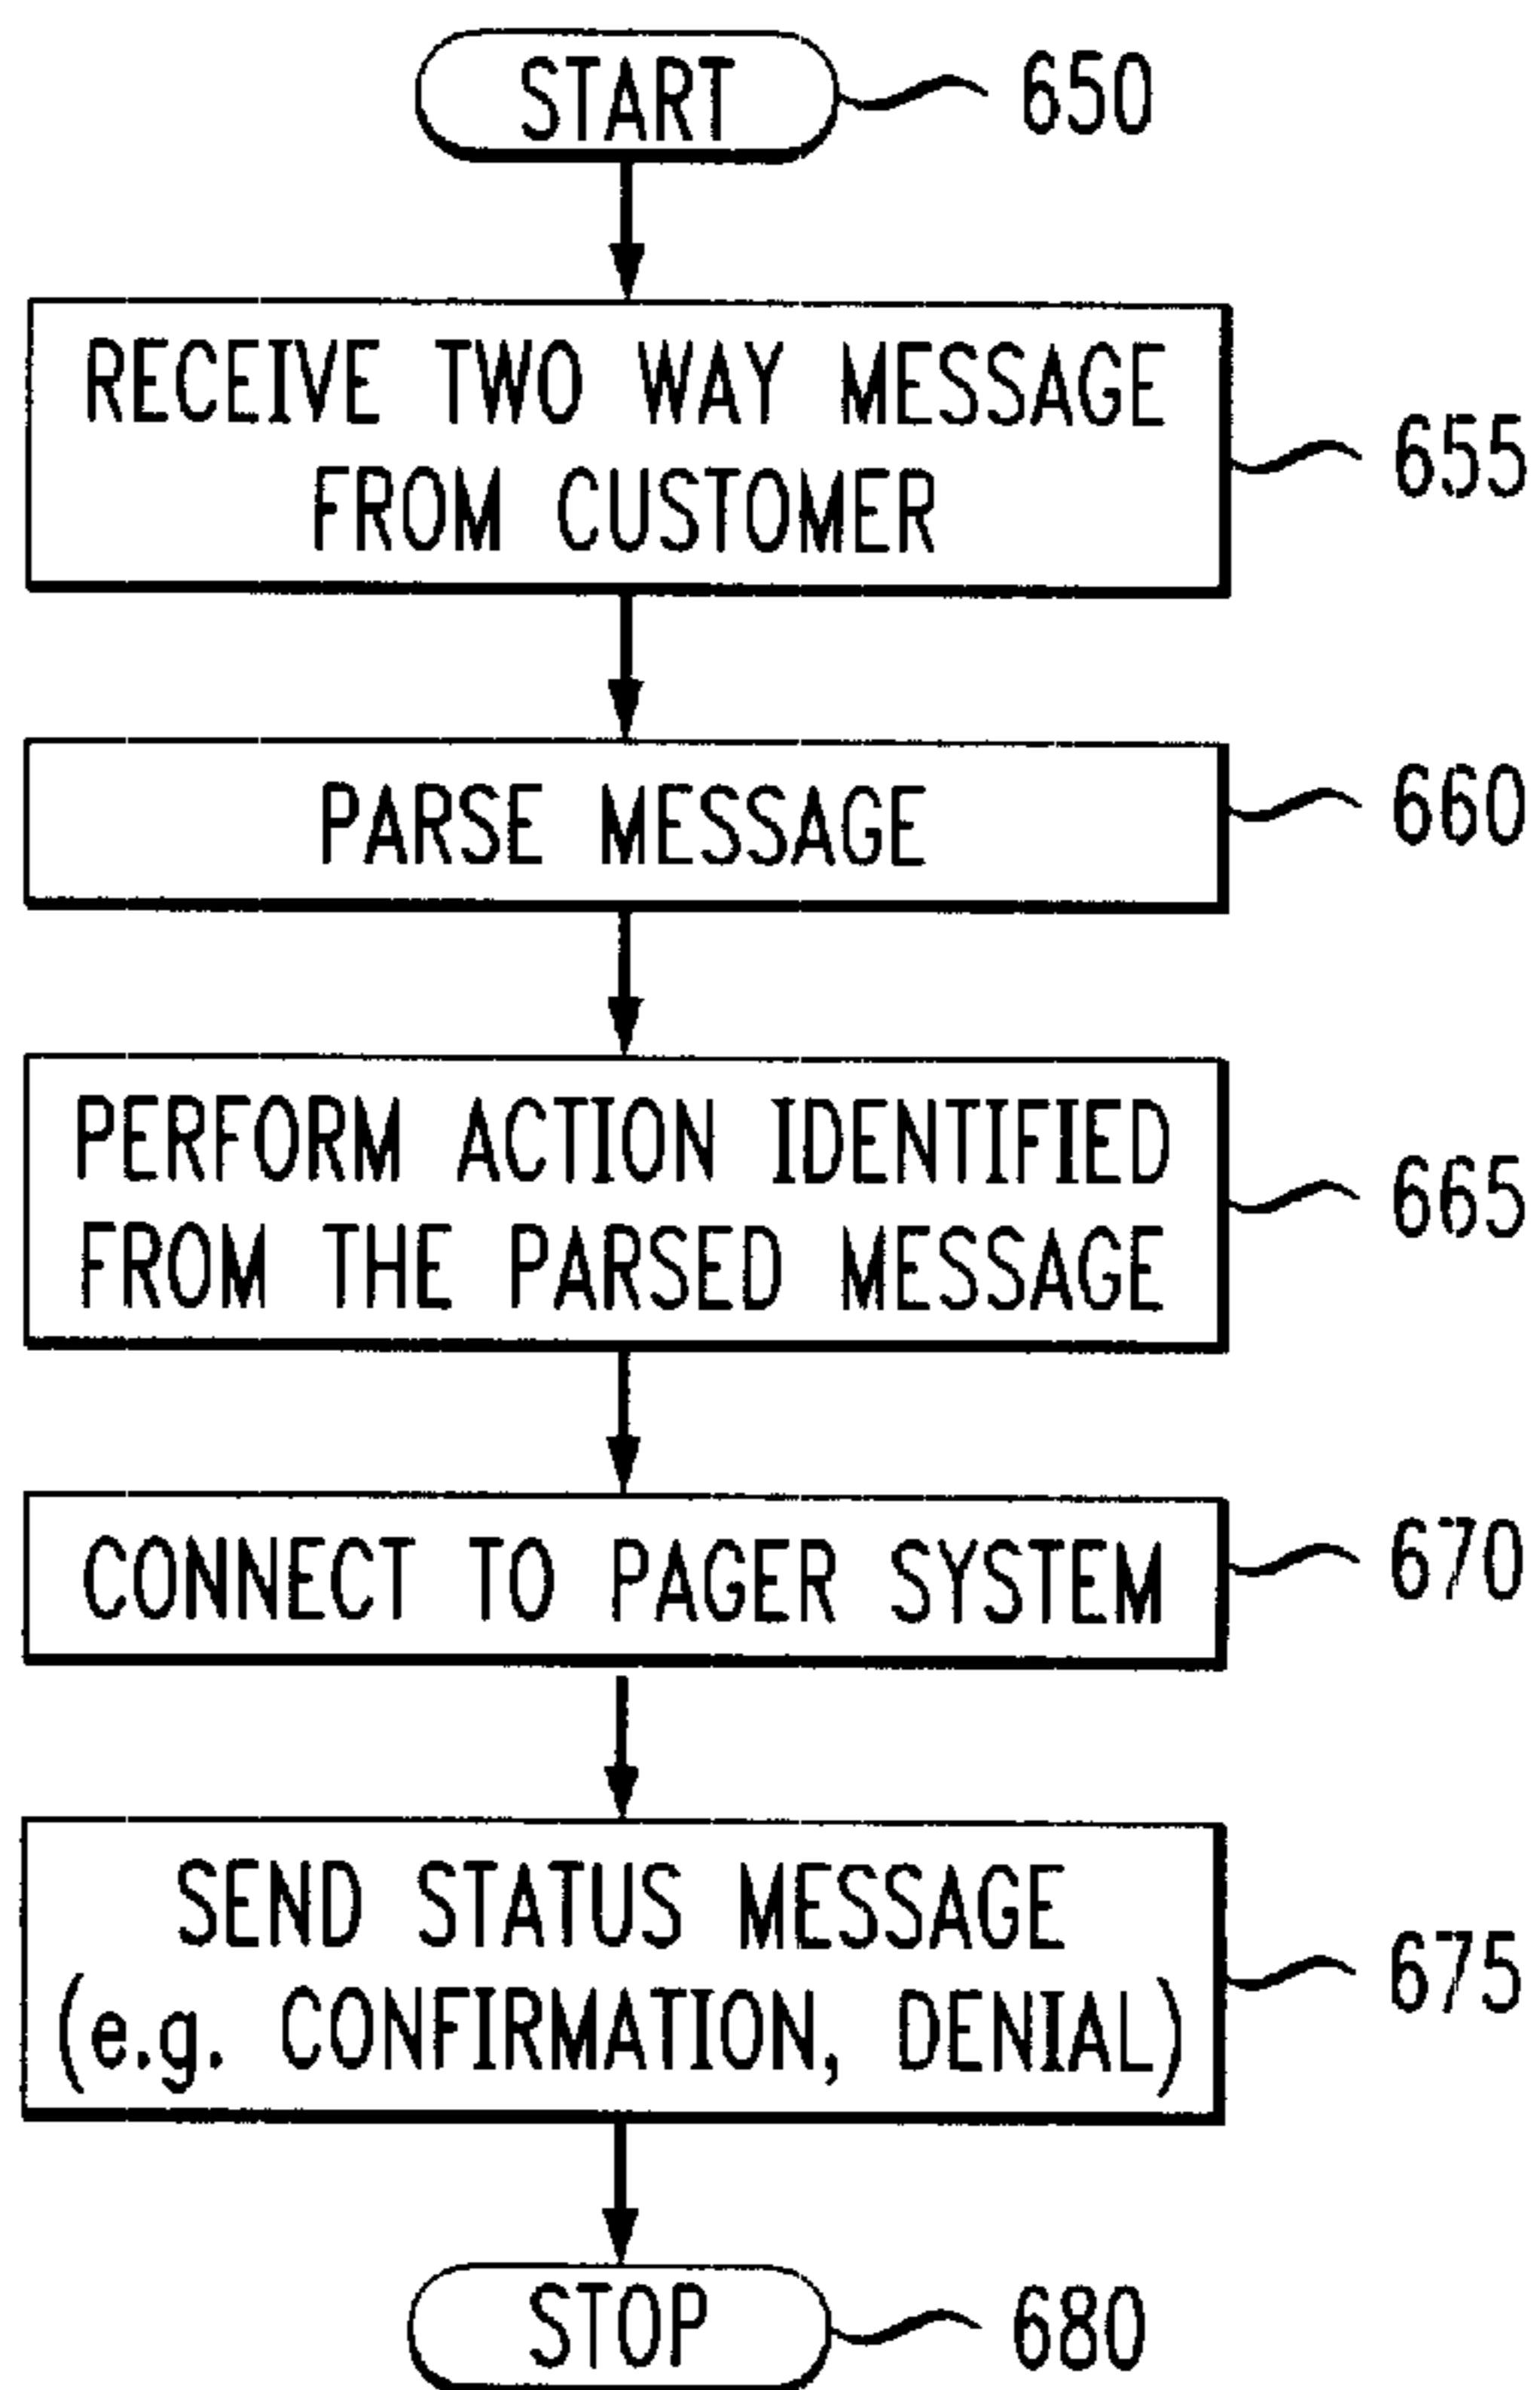 START
650
RECEIVE TWO WAY MESSAGE
FROM CUSTOMER
655
PARSE MESSAGE
660
PERFORM ACTION IDENTIFIED
FROM THE PARSED MESSAGE
665
CONNECT TO PAGER SYSTEM
670
SEND STATUS MESSAGE
(e.g. CONFIRMATION, DENIAL)
675
STOP
680